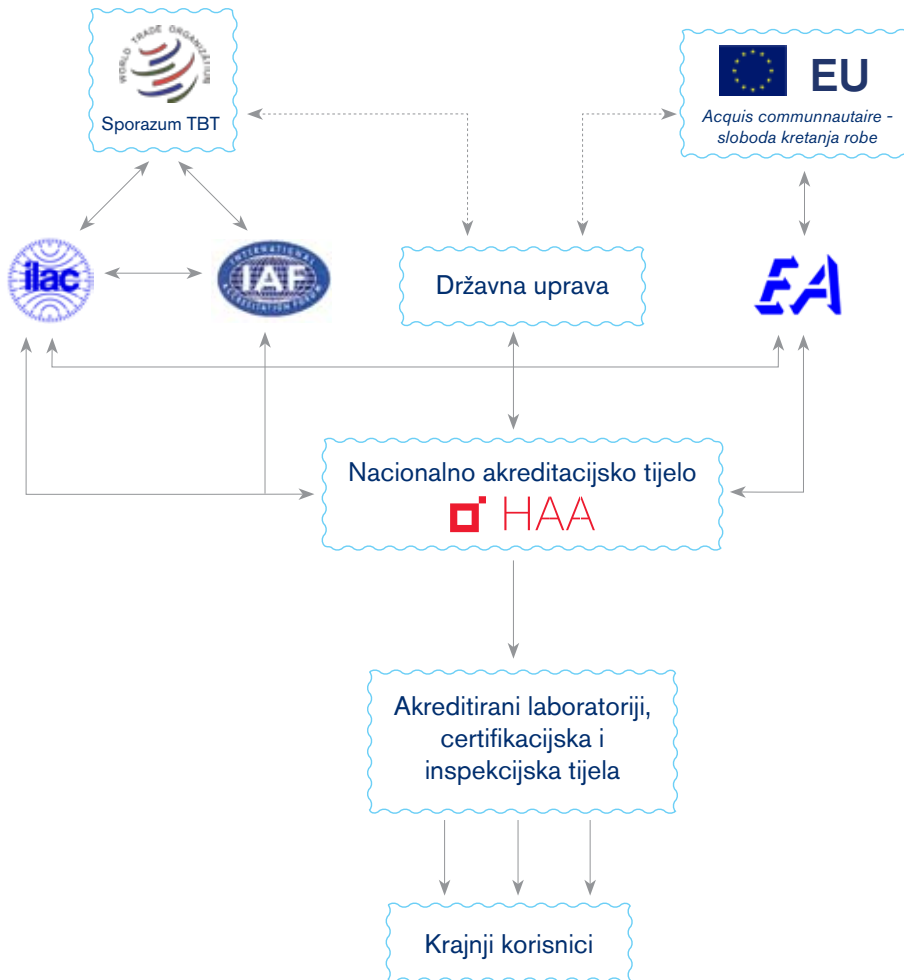 WORLD TRADE ORGANIZATION
Sporazum TBT
EU
Acquis communnautaire -
sloboda kretanja robe
ilac
INTERNATIONAL
IAF
ACCREDITATION FORUM
Državna uprava
EA
Nacionalno akreditacijsko tijelo
HAA
Akreditirani laboratoriji,
certifikacijska i
inspekcijska tijela
Krajnji korisnici